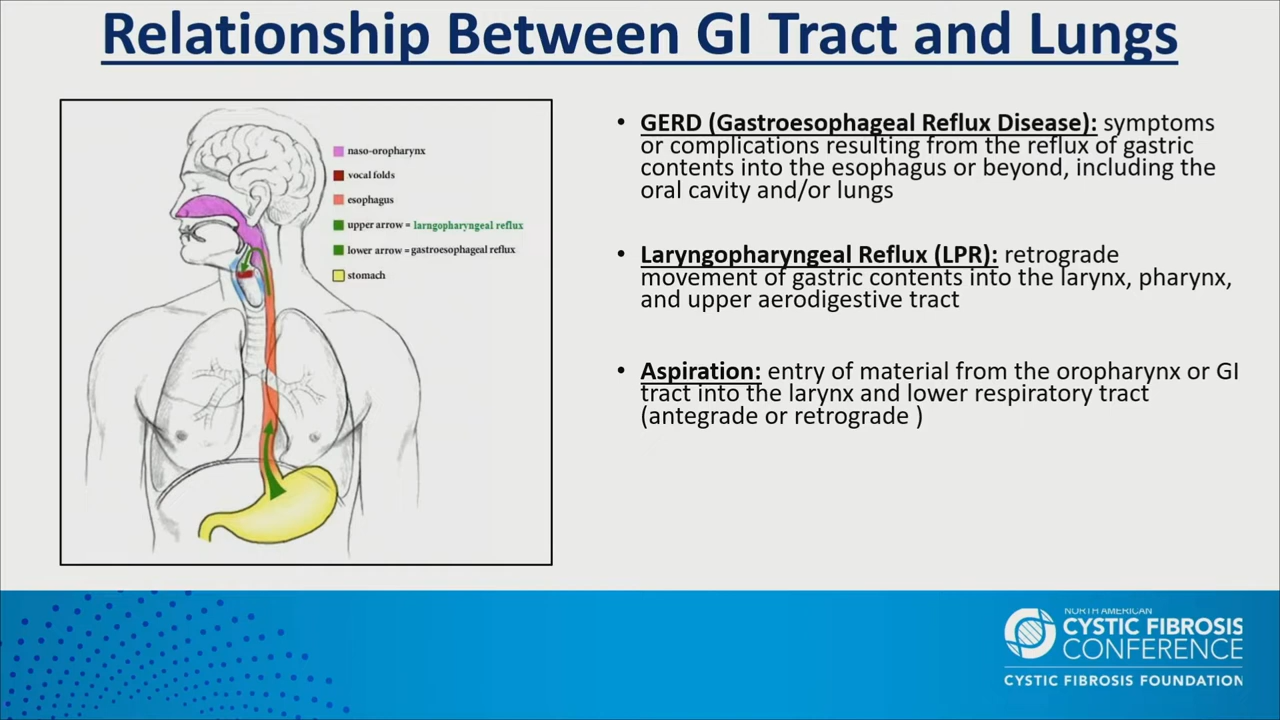 Relationship Between GI Tract and Lungs
naso-oropharynx
vocal folds
esophagus
upper arrow = larngopharyngeal reflux
lower arrow = gastroesophageal reflux
stomach
• GERD (Gastroesophageal Reflux Disease): symptoms
or complications resulting from the reflux of gastric
contents into the esophagus or beyond, including the
oral cavity and/or lungs
• Laryngopharyngeal Reflux (LPR): retrograde
movement of gastric contents into the larynx, pharynx,
and upper aerodigestive tract
• Aspiration: entry of material from the oropharynx or GI
tract into the larynx and lower respiratory tract
(antegrade or retrograde )
NORTH AMERICAN
CYSTIC FIBROSIS
CONFERENCE
CYSTIC FIBROSIS FOUNDATION